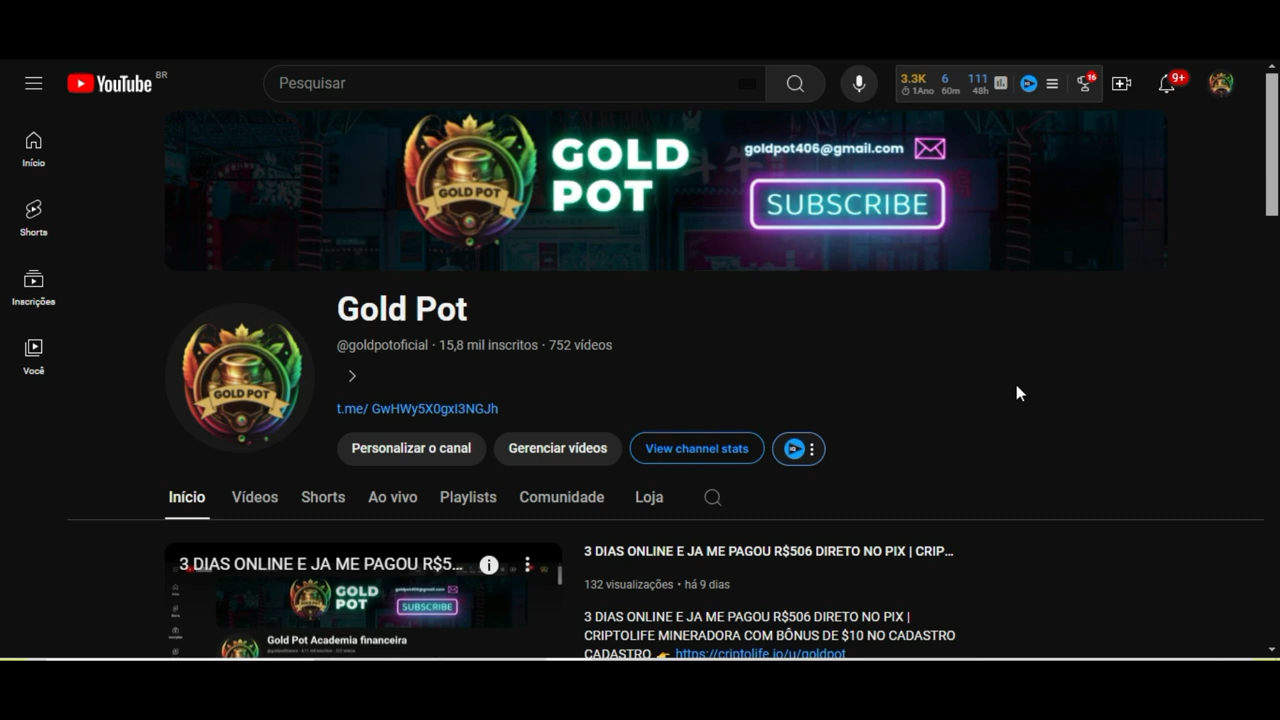 YouTube BR
Pesquisar
3.3K 6 111
1Ano 60m 48h
16
9+
Início
Shorts
Inscrições
Você
GOLD POT
GOLD
POT
goldpot406@gmail.com
SUBSCRIBE
GOLD POT
Gold Pot
@goldpotoficial · 15,8 mil inscritos · 752 vídeos
t.me/ GwHWy5X0gxI3NGJh
Personalizar o canal Gerenciar vídeos View channel stats
Início Vídeos Shorts Ao vivo Playlists Comunidade Loja
3 DIAS ONLINE E JA ME PAGOU R$5...
GOLD
POT
SUBSCRIBE
Gold Pot Academia financeira
3 DIAS ONLINE E JA ME PAGOU R$506 DIRETO NO PIX | CRIP...
132 visualizações • há 9 dias
3 DIAS ONLINE E JA ME PAGOU R$506 DIRETO NO PIX |
CRIPTOLIFE MINERADORA COM BÔNUS DE $10 NO CADASTRO
CADASTRO 👉 https://criptolife.io/u/goldpot